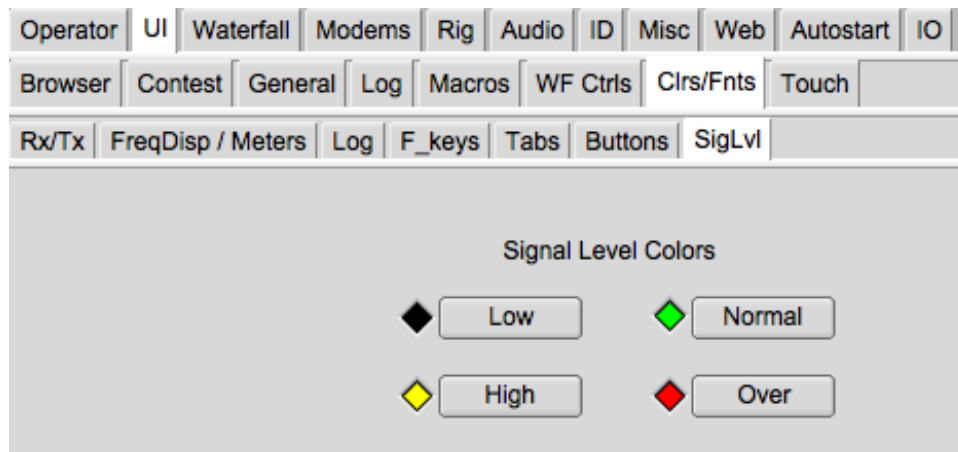 Operator UI Waterfall Modems Rig Audio ID Misc Web Autostart IO
Browser Contest General Log Macros WF Ctrls Clrs/Fnts Touch
Rx/Tx FreqDisp / Meters Log F_keys Tabs Buttons SigLvl
Signal Level Colors
Low Normal
High Over